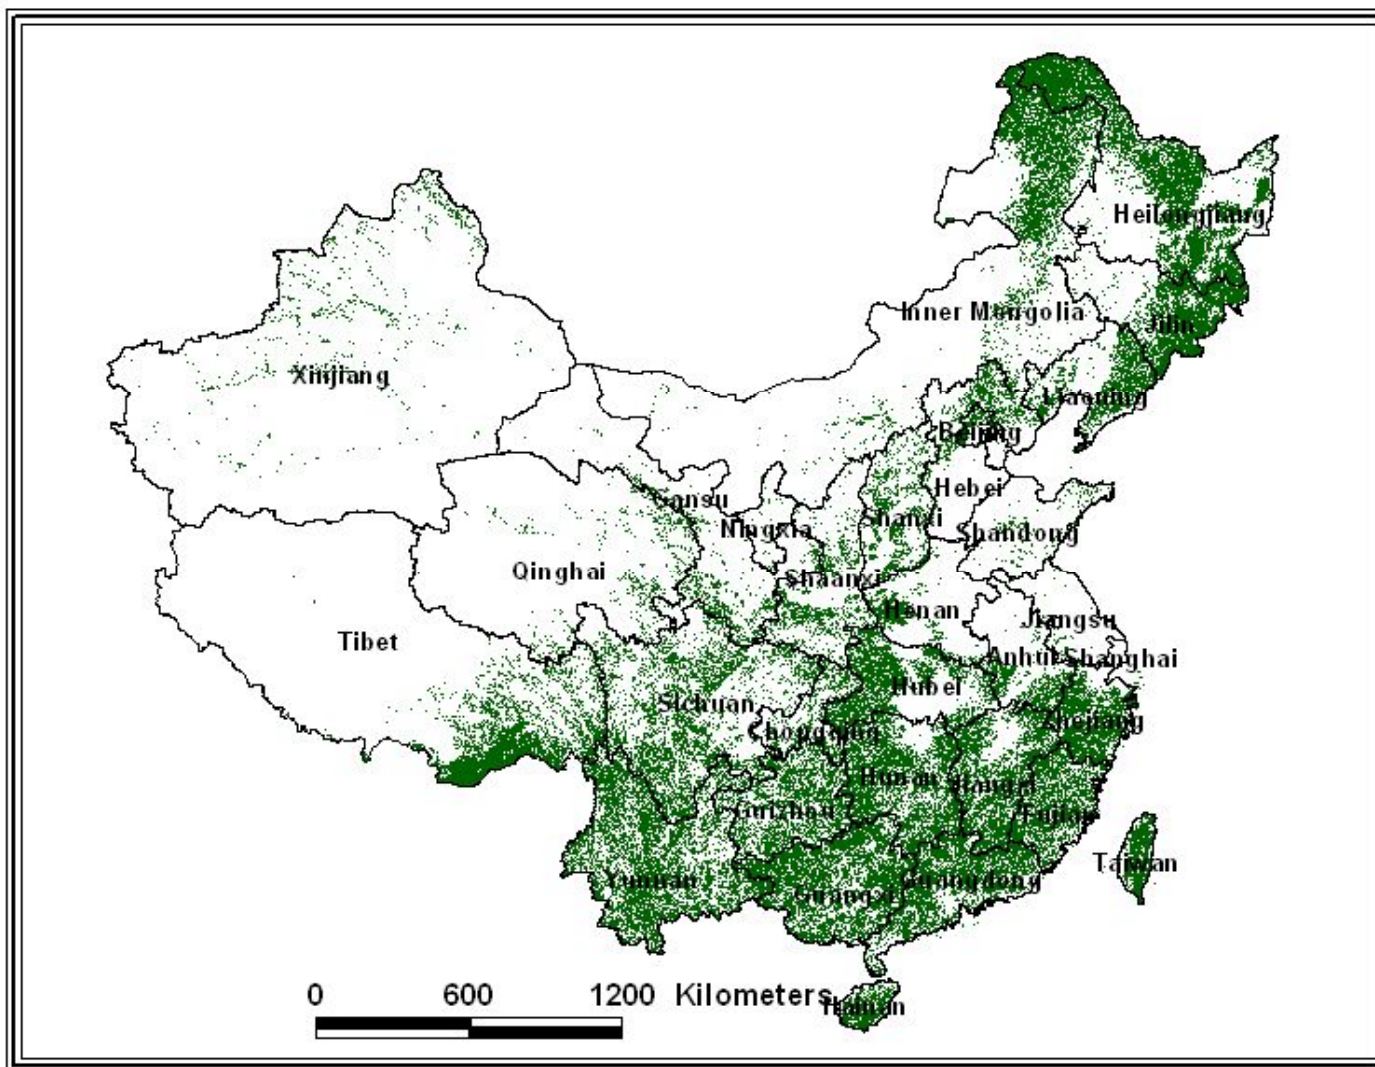 Heilongjiang
Inner Mongolia
Jilin
Xinjiang
Liaoning
Beijing
Hebei
Gansu
Shanxi
Ningxia
Shandong
Qinghai
Shaanxi
Henan
Jiangsu
Tibet
Anhui
Shanghai
Hubei
Sichuan
Zhejiang
Chongqing
Hunan
Jiangxi
Guizhou
Fujian
Taiwan
Yunnan
Guangxi
Guangdong
0 600 1200 Kilometers
Hainan